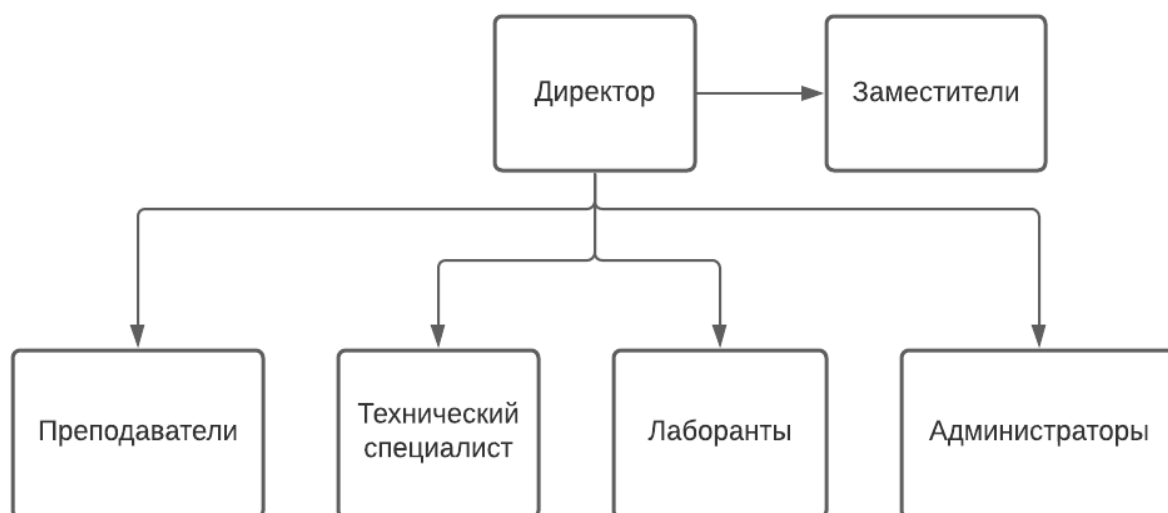 Директор
Заместители
Преподаватели
Технический
специалист
Лаборанты
Администраторы